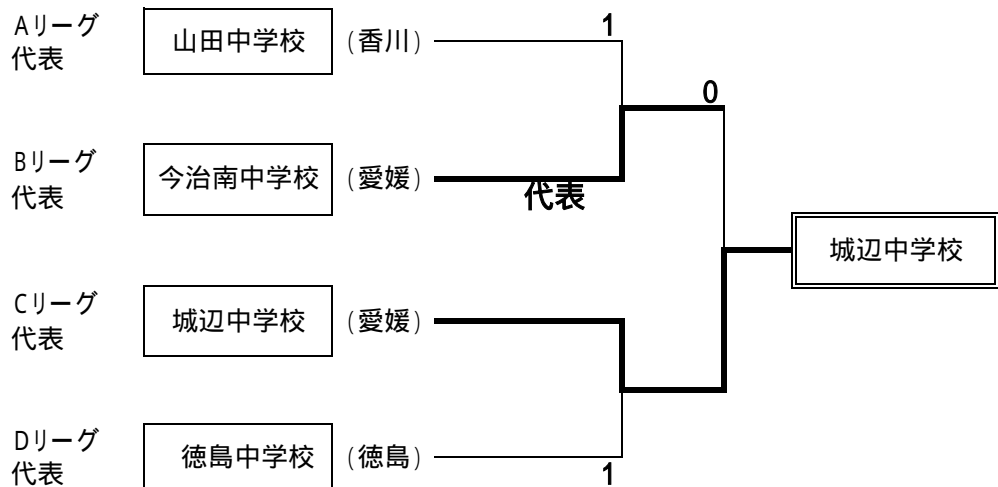 Aリーグ
代表
山田中学校
(香川)
1
0
Bリーグ
代表
今治南中学校
(愛媛)
代表
城辺中学校
Cリーグ
代表
城辺中学校
(愛媛)
Dリーグ
代表
徳島中学校
(徳島)
1